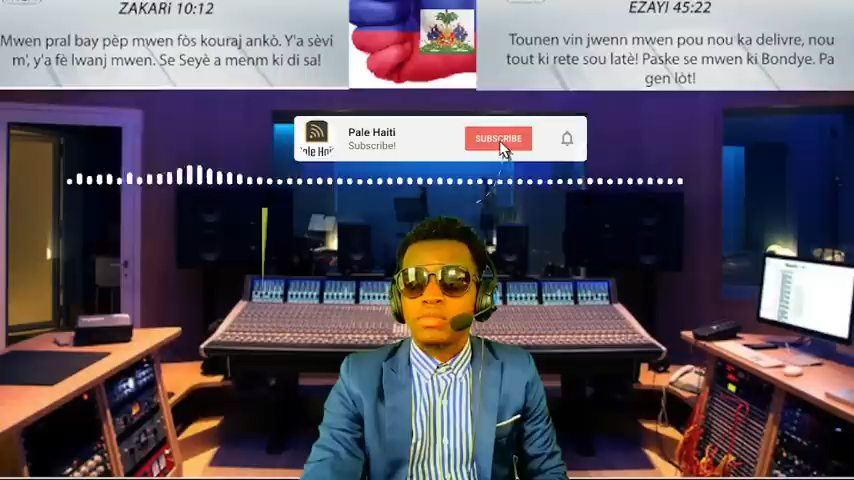 ZAKARi 10:12
Mwen pral bay pèp mwen fòs kouraj ankò. Y'a sèvi
m', y'a fè lwanj mwen. Se Seyè a menm ki di sa!
EZAYI 45:22
Tounen vin jwenn mwen pou nou ka delivre, nou
tout ki rete sou latè! Paske se mwen ki Bondye. Pa
gen lòt!
Pale Haiti
Subscribe!
SUBSCRIBE